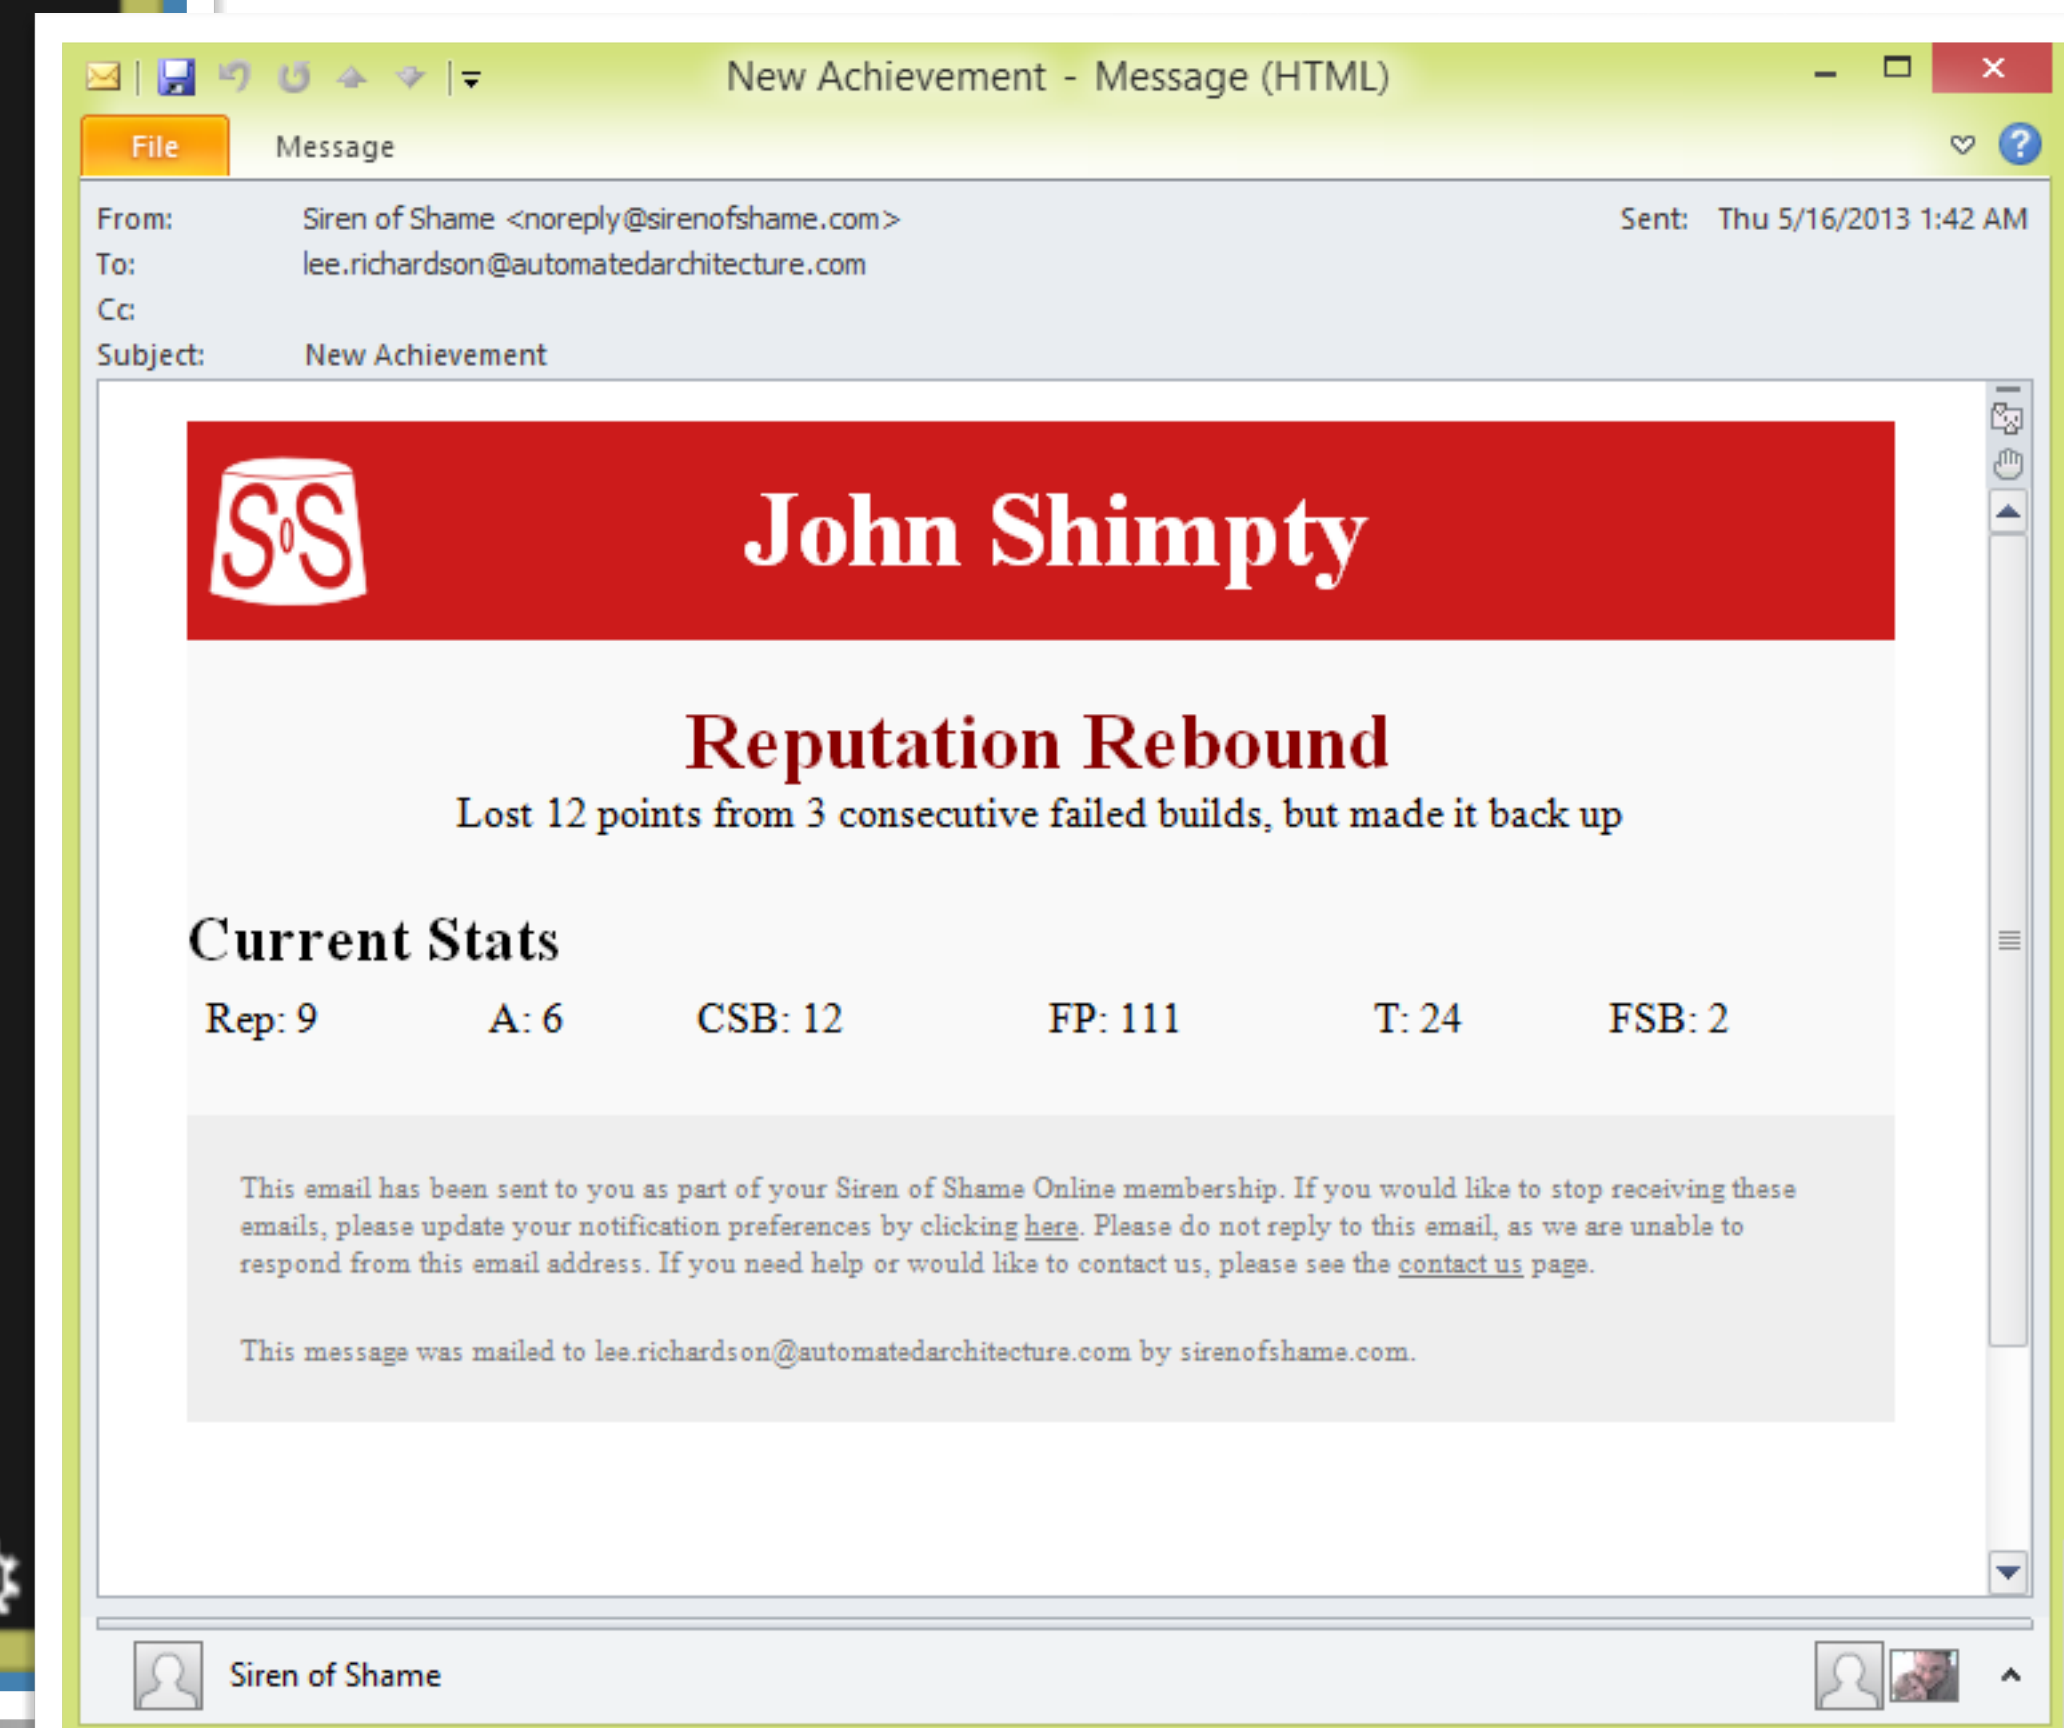 New Achievement - Message (HTML)
File Message
From: Siren of Shame <noreply@sirenofshame.com> Sent: Thu 5/16/2013 1:42 AM
To: lee.richardson@automatedarchitecture.com
Cc:
Subject: New Achievement
SoS
John Shimpty
Reputation Rebound
Lost 12 points from 3 consecutive failed builds, but made it back up
Current Stats
Rep: 9 A: 6 CSB: 12 FP: 111 T: 24 FSB: 2
This email has been sent to you as part of your Siren of Shame Online membership. If you would like to stop receiving these
emails, please update your notification preferences by clicking here. Please do not reply to this email, as we are unable to
respond from this email address. If you need help or would like to contact us, please see the contact us page.
This message was mailed to lee.richardson@automatedarchitecture.com by sirenofshame.com.
Siren of Shame